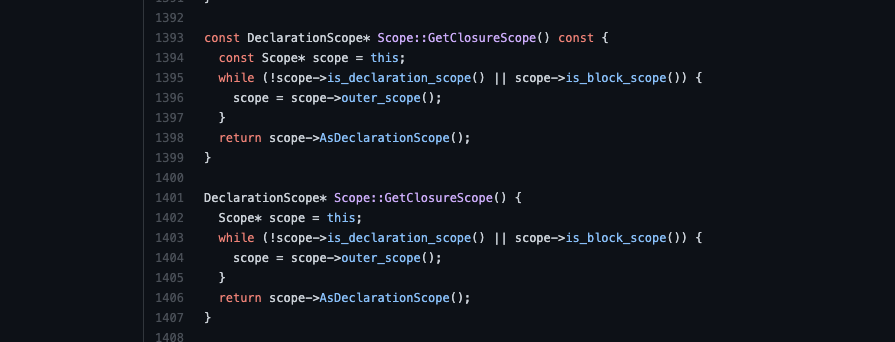 1392
1393 const DeclarationScope* Scope::GetClosureScope() const {
1394   const Scope* scope = this;
1395   while (!scope->is_declaration_scope() || scope->is_block_scope()) {
1396     scope = scope->outer_scope();
1397   }
1398   return scope->AsDeclarationScope();
1399 }
1400
1401 DeclarationScope* Scope::GetClosureScope() {
1402   Scope* scope = this;
1403   while (!scope->is_declaration_scope() || scope->is_block_scope()) {
1404     scope = scope->outer_scope();
1405   }
1406   return scope->AsDeclarationScope();
1407 }
1408